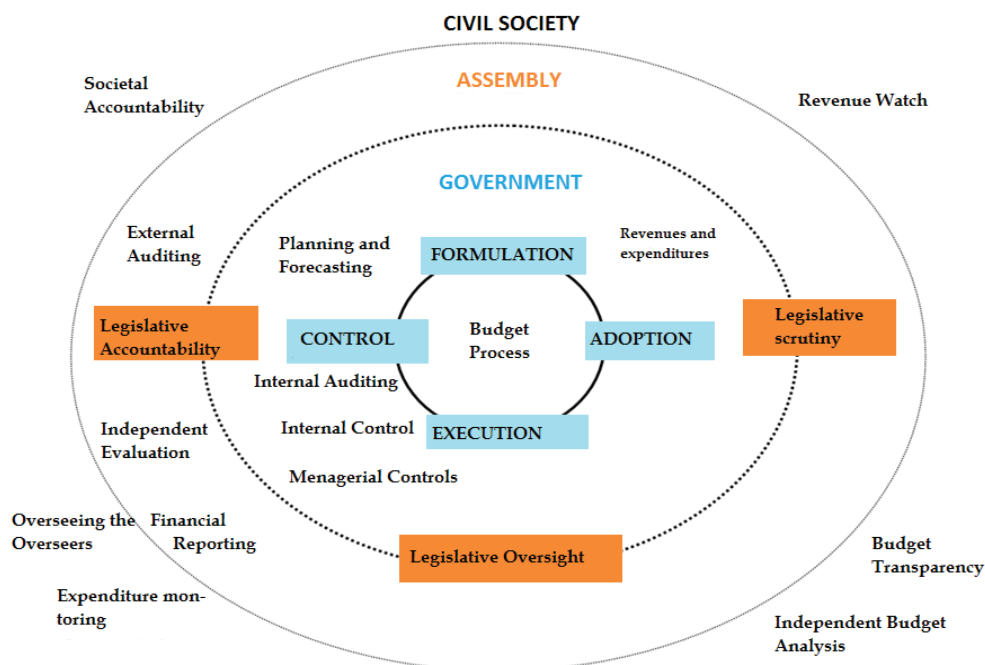 CIVIL SOCIETY
ASSEMBLY
Societal
Accountability
Revenue Watch
GOVERNMENT
External
Auditing
Planning and
Forecasting
FORMULATION
Revenues and
expenditures
Legislative
Accountability
CONTROL
Budget
Process
ADOPTION
Legislative
scrutiny
Internal Auditing
Internal Control
EXECUTION
Independent
Evaluation
Menagerial Controls
Overseeing the
Overseers
Financial
Reporting
Legislative Oversight
Budget
Transparency
Expenditure mon-
toring
Independent Budget
Analysis